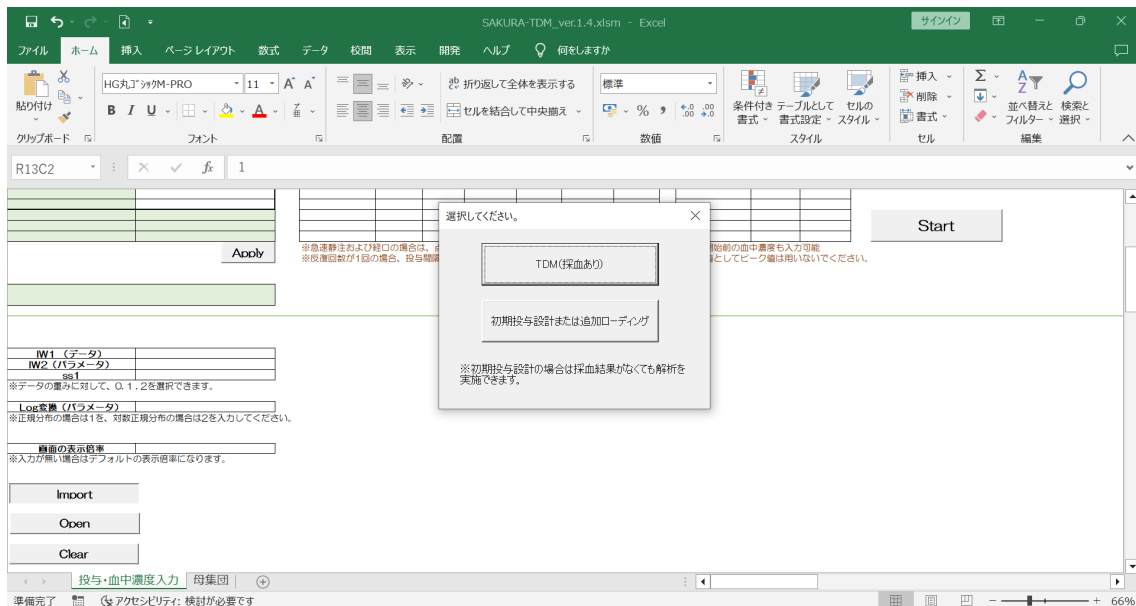 SAKURA-TDM_ver.1.4.xlsm - Excel
サインイン
ファイル ホーム 挿入 ページ レイアウト 数式 データ 校閲 表示 開発 ヘルプ 何をしますか
貼り付け
HG丸ｺﾞｼｯｸM-PRO 11 A A
B I U A 亜
ab 折り返して全体を表示する
セルを結合して中央揃え
標準
% ,
条件付き書式
テーブルとして書式設定
セルのスタイル
挿入
削除
書式
Σ
並べ替えとフィルター
検索と選択
クリップボード フォント 配置 数値 スタイル セル 編集
R13C2 fx 1
選択してください。
Start
Apply
TDM(採血あり)
初期投与設計または追加ローディング
※初期投与設計の場合は採血結果がなくても解析を
実施できます。
※急速静注および経口の場合は、
始前の血中濃度も入力可能
※反復回数が1回の場合、投与間隔
値としてピーク値は用いないでください。
IW1 (データ)
IW2 (パラメータ)
ss1
※データの重みに対して、0、1、2を選択できます。
Log変換 (パラメータ)
※正規分布の場合は1を、対数正規分布の場合は2を入力してください。
画面の表示倍率
※入力が無い場合はデフォルトの表示倍率になります。
Import
Open
Clear
投与・血中濃度入力 母集団
準備完了 アクセシビリティ: 検討が必要です
66%